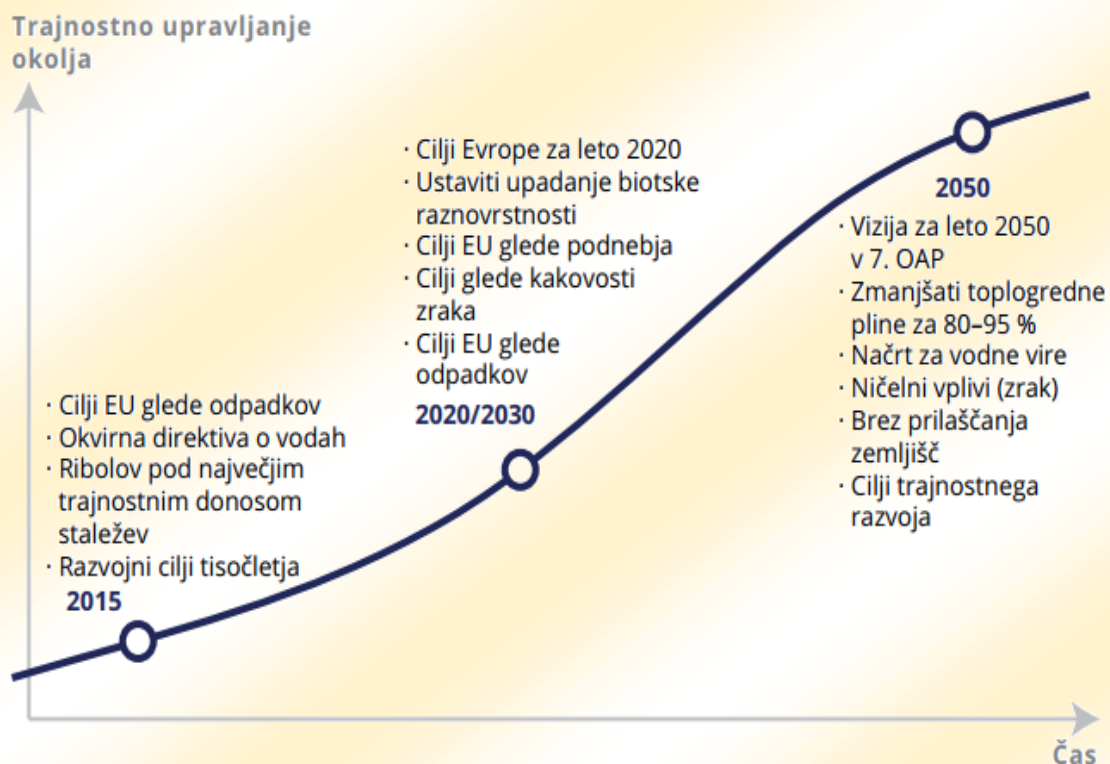 Trajnostno upravljanje
okolja
· Cilji EU glede odpadkov
· Okvirna direktiva o vodah
· Ribolov pod največjim
trajnostnim donosom
staležev
· Razvojni cilji tisočletja
2015
· Cilji Evrope za leto 2020
· Ustaviti upadanje biotske
raznovrstnosti
· Cilji EU glede podnebja
· Cilji glede kakovosti
zraka
· Cilji EU glede
odpadkov
2020/2030
2050
· Vizija za leto 2050
v 7. OAP
· Zmanjšati toplogredne
pline za 80–95 %
· Načrt za vodne vire
· Ničelni vplivi (zrak)
· Brez prilaščanja
zemljišč
· Cilji trajnostnega
razvoja
Čas